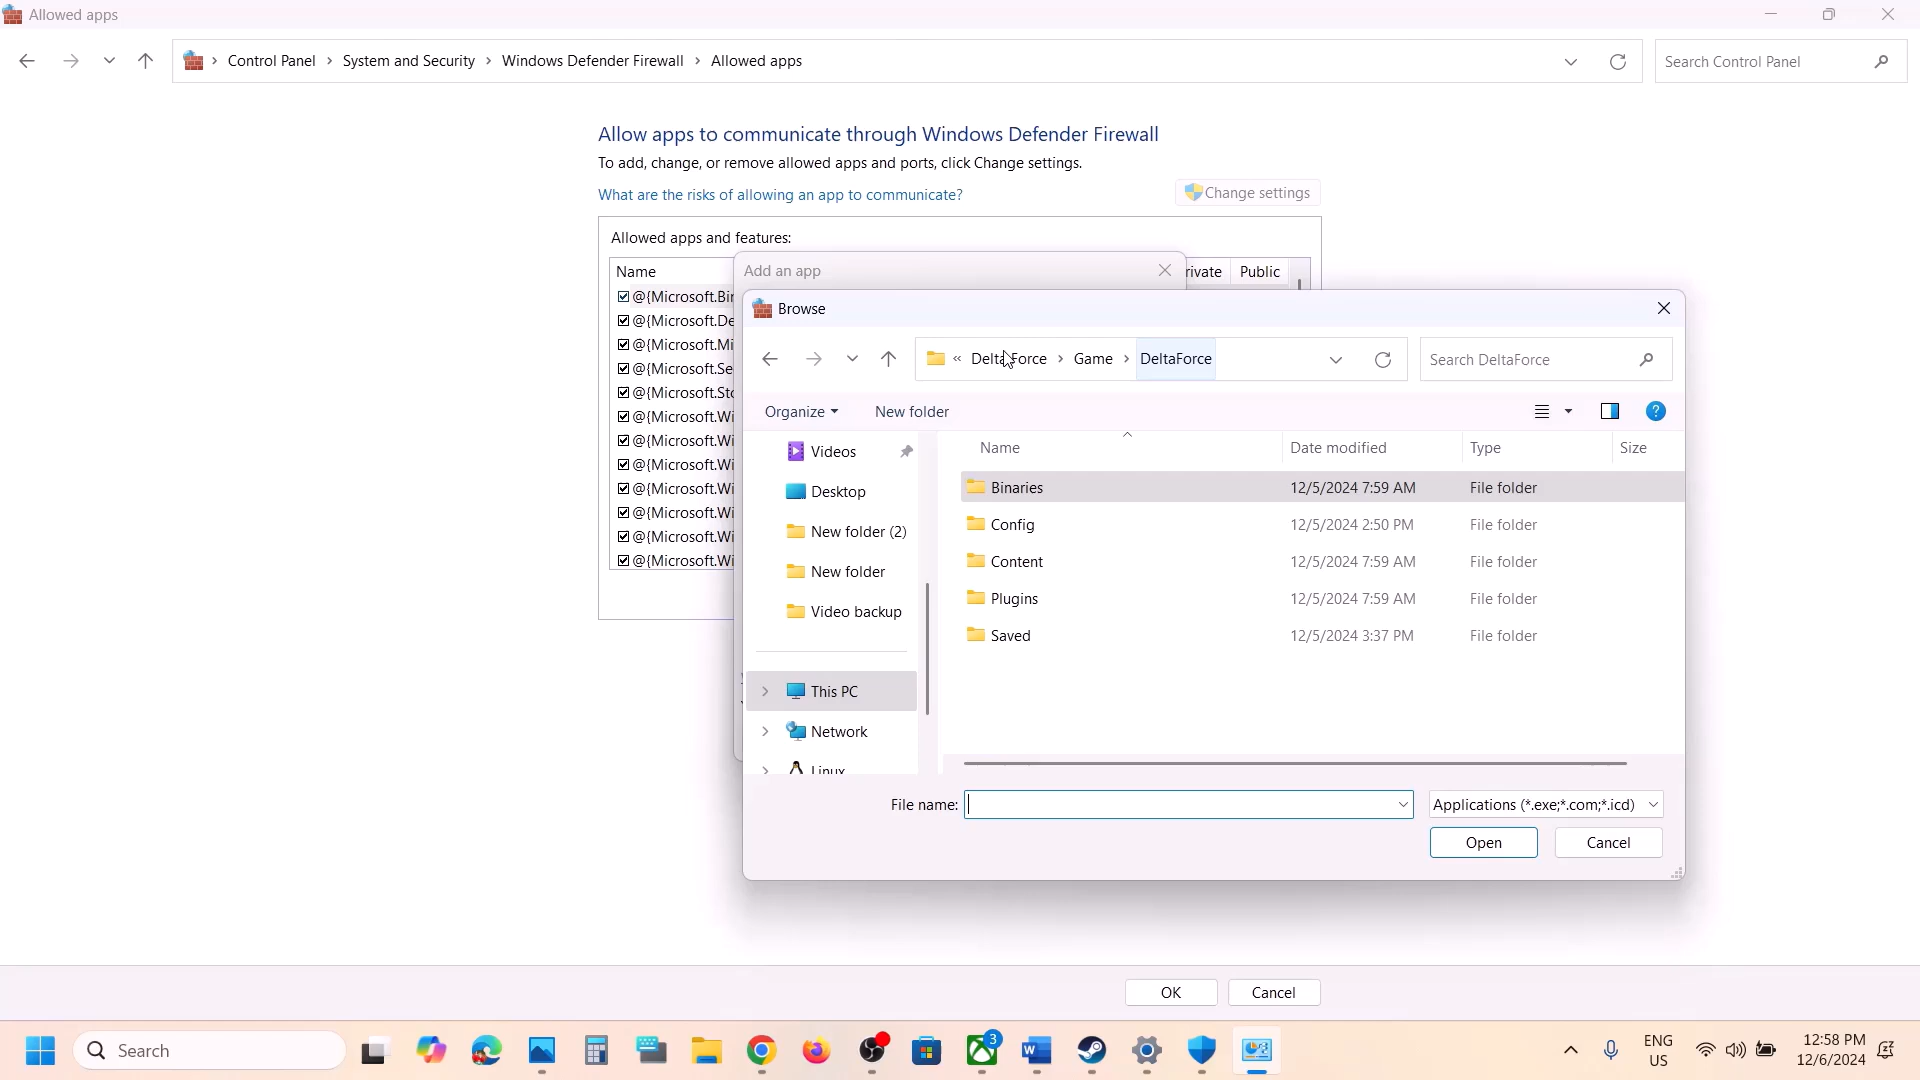 Allowed apps
Control Panel › System and Security › Windows Defender Firewall › Allowed apps
Search Control Panel
Allow apps to communicate through Windows Defender Firewall
To add, change, or remove allowed apps and ports, click Change settings.
What are the risks of allowing an app to communicate?
Change settings
Allowed apps and features:
Name
rivate
Public
@{Microsoft.Bir
@{Microsoft.De
@{Microsoft.Mi
@{Microsoft.Se
@{Microsoft.Sto
@{Microsoft.Wi
@{Microsoft.Wi
@{Microsoft.Wi
@{Microsoft.Wi
@{Microsoft.Wi
@{Microsoft.Wi
@{Microsoft.Wi
Add an app
Browse
« Delta Force › Game › DeltaForce
Search DeltaForce
Organize
New folder
Videos
Desktop
New folder (2)
New folder
Video backup
This PC
Network
Linux
Name Date modified Type Size
Binaries 12/5/2024 7:59 AM File folder
Config 12/5/2024 2:50 PM File folder
Content 12/5/2024 7:59 AM File folder
Plugins 12/5/2024 7:59 AM File folder
Saved 12/5/2024 3:37 PM File folder
File name:
Applications (*.exe;*.com;*.icd)
Open
Cancel
OK
Cancel
Search
3
ENG
US
12:58 PM
12/6/2024